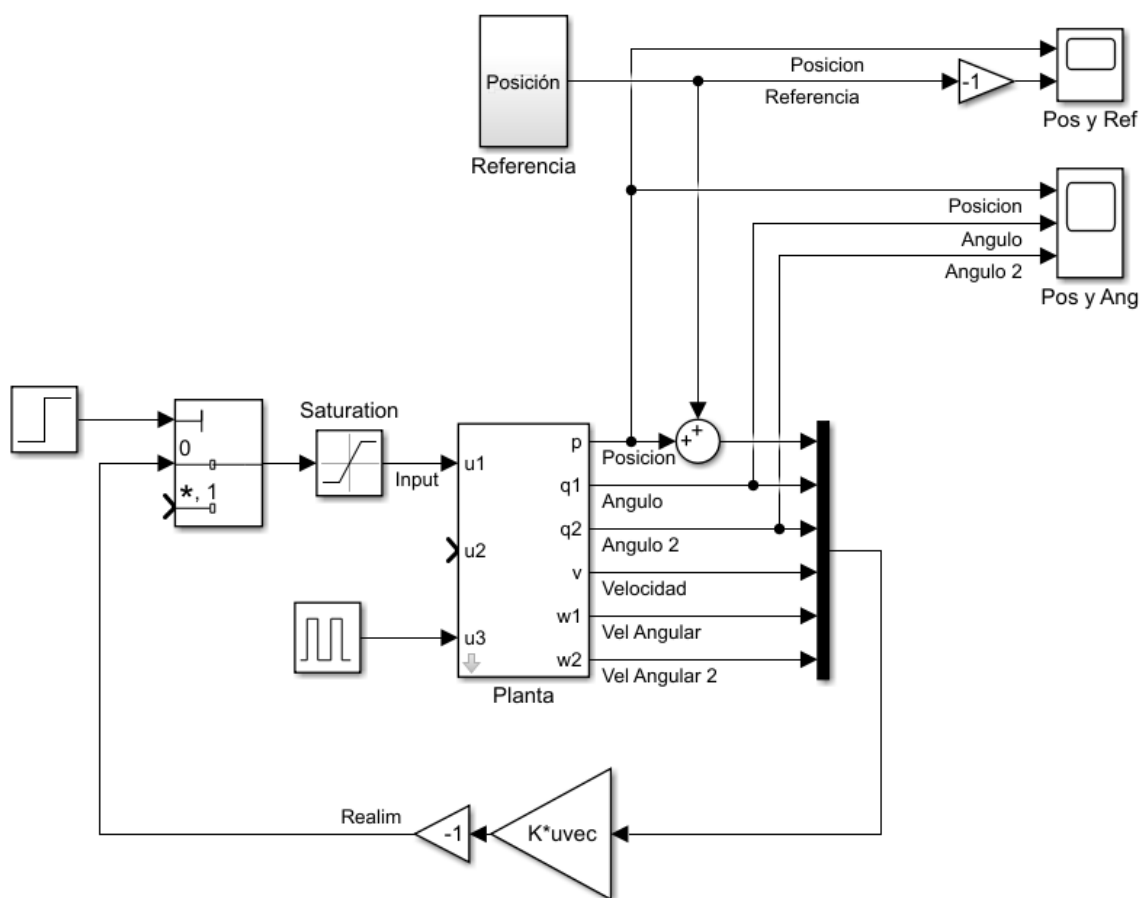 Posición
Referencia
Posicion
Referencia
-1
Pos y Ref
Posicion
Angulo
Angulo 2
Pos y Ang
0
*, 1
Saturation
Input
u1
u2
u3
p
q1
q2
v
w1
w2
Planta
+
+
Posicion
Angulo
Angulo 2
Velocidad
Vel Angular
Vel Angular 2
Realim
-1
K*uvec